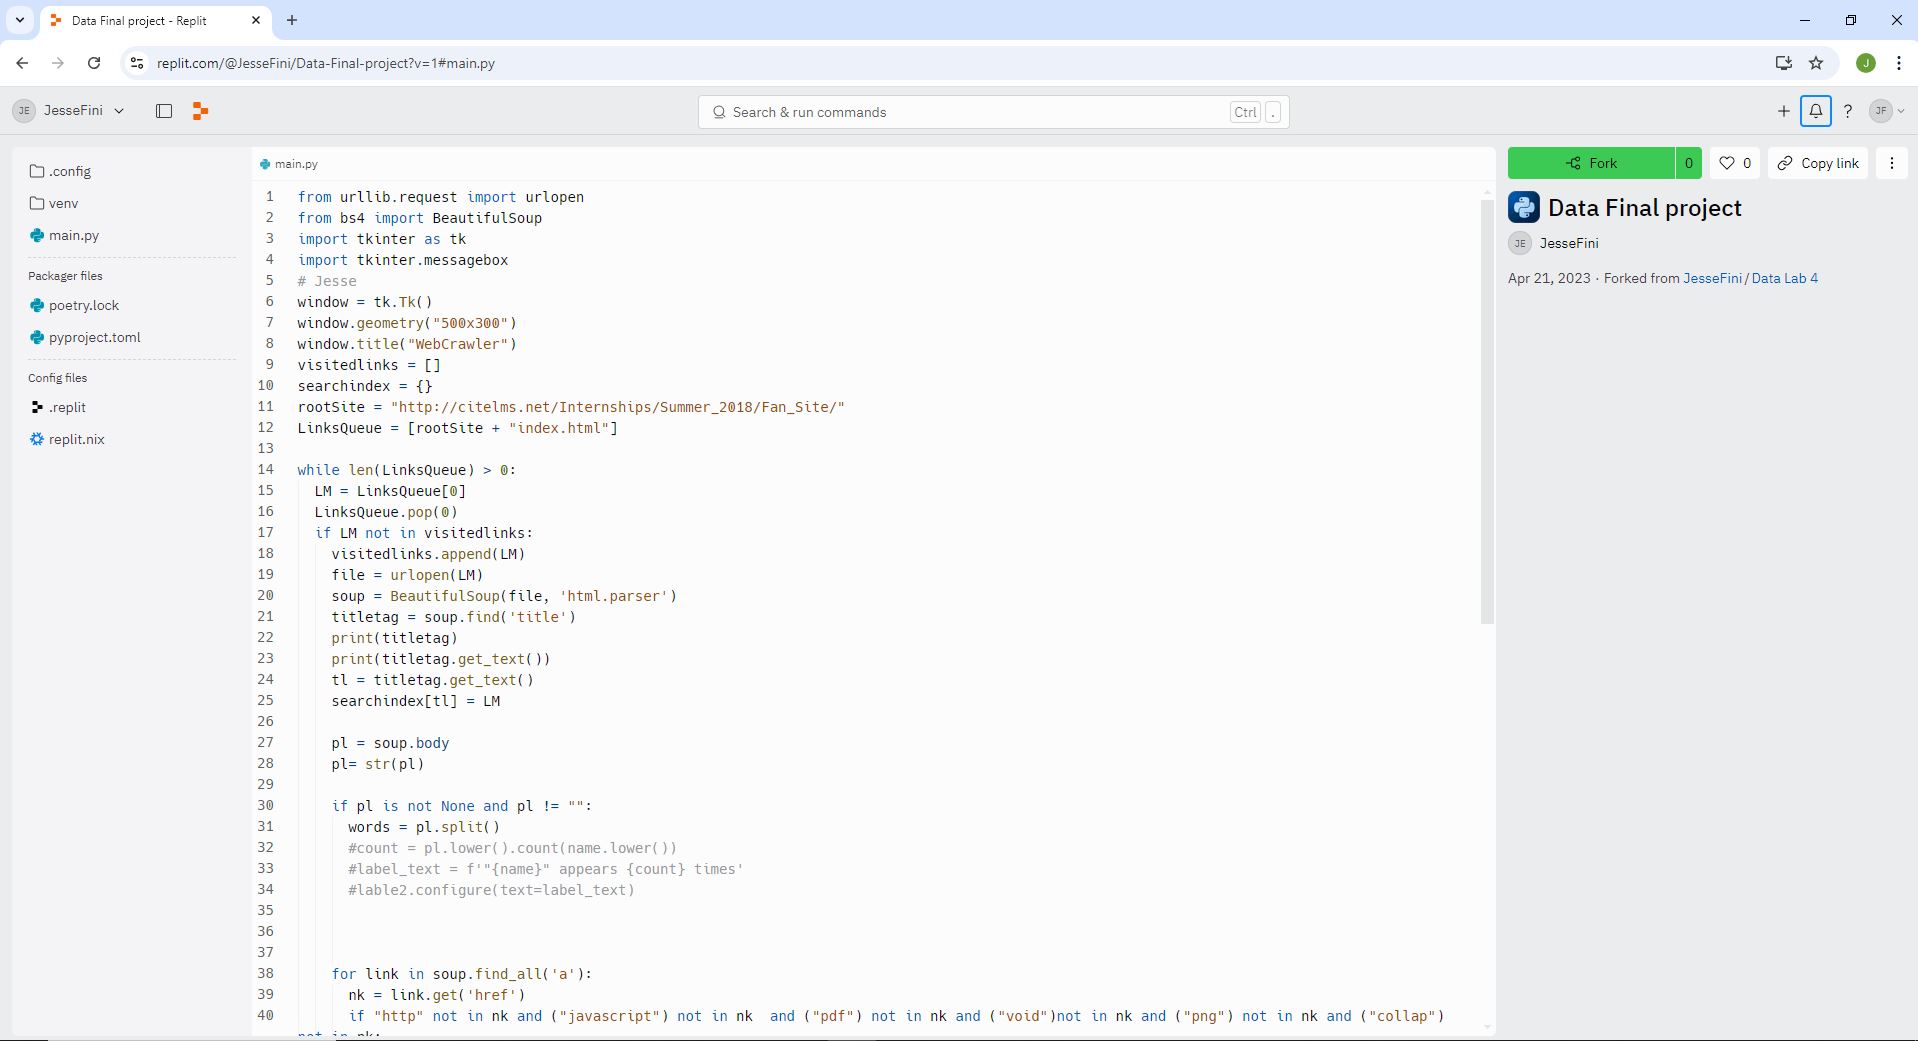 Data Final project - Replit
replit.com/@JesseFini/Data-Final-project?v=1#main.py
J
JE JesseFini
Search & run commands Ctrl .
? JF
.config
venv
main.py
Packager files
poetry.lock
pyproject.toml
Config files
.replit
replit.nix
main.py
1 from urllib.request import urlopen
2 from bs4 import BeautifulSoup
3 import tkinter as tk
4 import tkinter.messagebox
5 # Jesse
6 window = tk.Tk()
7 window.geometry("500x300")
8 window.title("WebCrawler")
9 visitedlinks = []
10 searchindex = {}
11 rootSite = "http://citelms.net/Internships/Summer_2018/Fan_Site/"
12 LinksQueue = [rootSite + "index.html"]
13
14 while len(LinksQueue) > 0:
15 LM = LinksQueue[0]
16 LinksQueue.pop(0)
17 if LM not in visitedlinks:
18 visitedlinks.append(LM)
19 file = urlopen(LM)
20 soup = BeautifulSoup(file, 'html.parser')
21 titletag = soup.find('title')
22 print(titletag)
23 print(titletag.get_text())
24 tl = titletag.get_text()
25 searchindex[tl] = LM
26
27 pl = soup.body
28 pl= str(pl)
29
30 if pl is not None and pl != "":
31 words = pl.split()
32 #count = pl.lower().count(name.lower())
33 #label_text = f'"{name}" appears {count} times'
34 #lable2.configure(text=label_text)
35
36
37
38 for link in soup.find_all('a'):
39 nk = link.get('href')
40 if "http" not in nk and ("javascript") not in nk  and ("pdf") not in nk and ("void")not in nk and ("png") not in nk and ("collap")
not in nk:
Fork 0
0
Copy link
Data Final project
JE JesseFini
Apr 21, 2023 · Forked from JesseFini/Data Lab 4